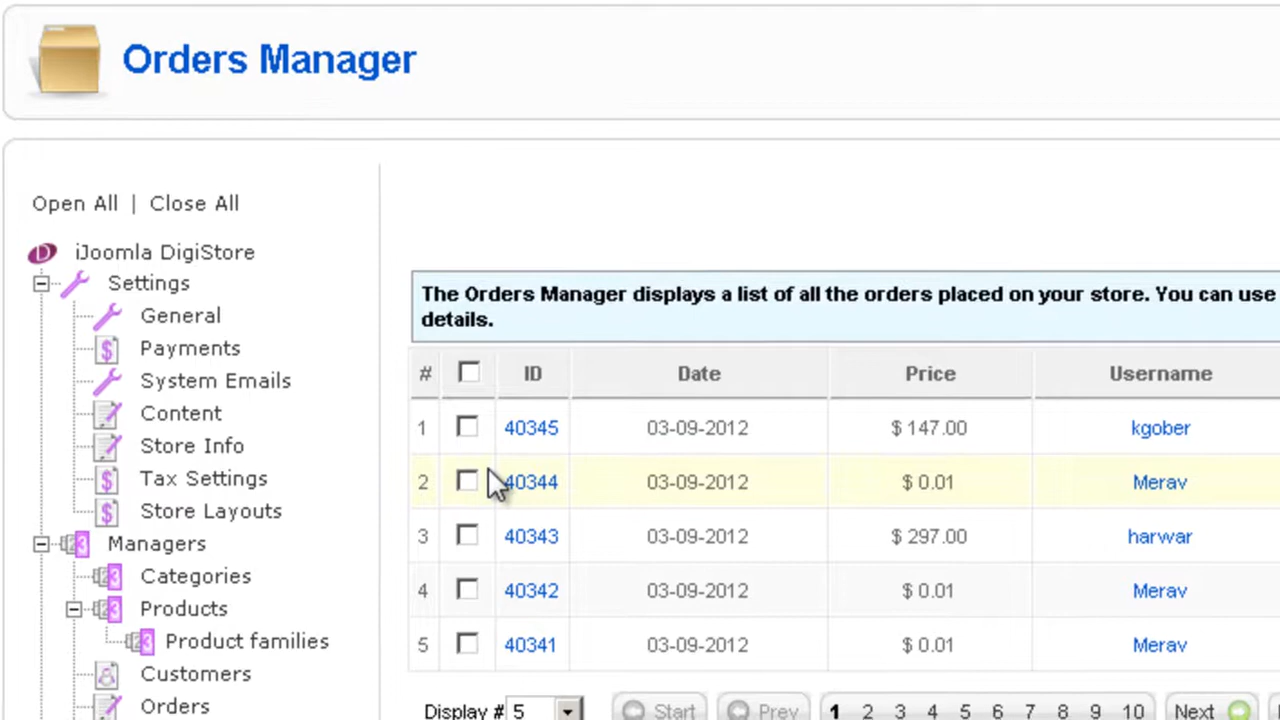 Orders Manager
Open All | Close All
iJoomla DigiStore
Settings
General
Payments
System Emails
Content
Store Info
Tax Settings
Store Layouts
Managers
Categories
Products
Product families
Customers
Orders
The Orders Manager displays a list of all the orders placed on your store. You can use
details.
# ID Date Price Username
1 40345 03-09-2012 $ 147.00 kgober
2 40344 03-09-2012 $ 0.01 Merav
3 40343 03-09-2012 $ 297.00 harwar
4 40342 03-09-2012 $ 0.01 Merav
5 40341 03-09-2012 $ 0.01 Merav
Display # 5 Start Prev 1 2 3 4 5 6 7 8 9 10 Next